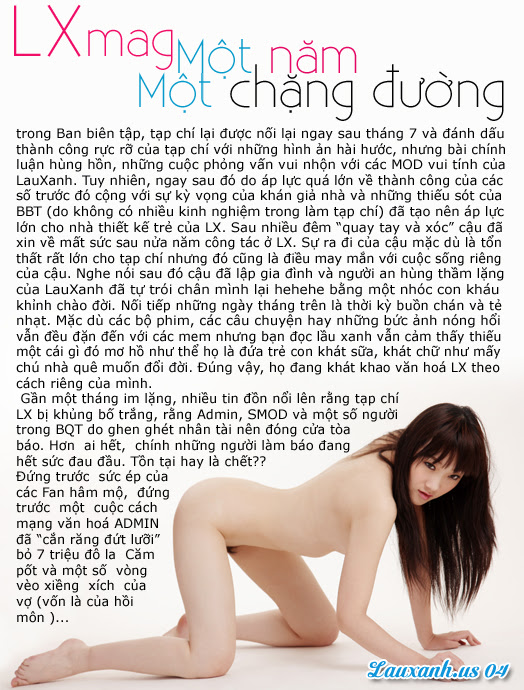 LXmag Một năm
Một chặng đường
trong Ban biên tập, tạp chí lại được nối lại ngay sau tháng 7 và đánh dấu
thành công rực rỡ của tạp chí với những hình ản hài hước, nhưng bài chính
luận hùng hồn, những cuộc phỏng vấn vui nhộn với các MOD vui tính của
LauXanh. Tuy nhiên, ngay sau đó do áp lực quá lớn về thành công của các
số trước đó cộng với sự kỳ vọng của khán giả nhà và những thiếu sót của
BBT (do không có nhiều kinh nghiệm trong làm tạp chí) đã tạo nên áp lực
lớn cho nhà thiết kế trẻ của LX. Sau nhiều đêm “quay tay và xóc” cậu đã
xin về mất sức sau nửa năm công tác ở LX. Sự ra đi của cậu mặc dù là tổn
thất rất lớn cho tạp chí nhưng đó cũng là điều may mắn với cuộc sống riêng
của cậu. Nghe nói sau đó cậu đã lập gia đình và người an hùng thầm lặng
của LauXanh đã tự trói chân mình lại hehehe bằng một nhóc con kháu
khỉnh chào đời. Nối tiếp những ngày tháng trên là thời kỳ buồn chán và tẻ
nhạt. Mặc dù các bộ phim, các câu chuyện hay những bức ảnh nóng hổi
vẫn đều đặn đến với các mem nhưng bạn đọc lầu xanh vẫn cảm thấy thiếu
một cái gì đó mơ hồ như thể họ là đứa trẻ con khát sữa, khát chữ như mấy
chú nhà quê muốn đổi đời. Đúng vậy, họ đang khát khao văn hoá LX theo
cách riêng của mình.
Gần một tháng im lặng, nhiều tin đồn nổi lên rằng tạp chí
LX bị khủng bố trắng, rằng Admin, SMOD và một số người
trong BQT do ghen ghét nhân tài nên đóng cửa tòa
báo. Hơn ai hết, chính những người làm báo đang
hết sức đau đầu. Tồn tại hay là chết??
Đứng trước sức ép của
các Fan hâm mộ, đứng
trước một cuộc cách
mạng văn hoá ADMIN
đã “cắn răng đứt lưỡi”
bỏ 7 triệu đô la Căm
pốt và một số vòng
vèo xiềng xích của
vợ (vốn là của hồi
môn )...
Lauxanh.us 04